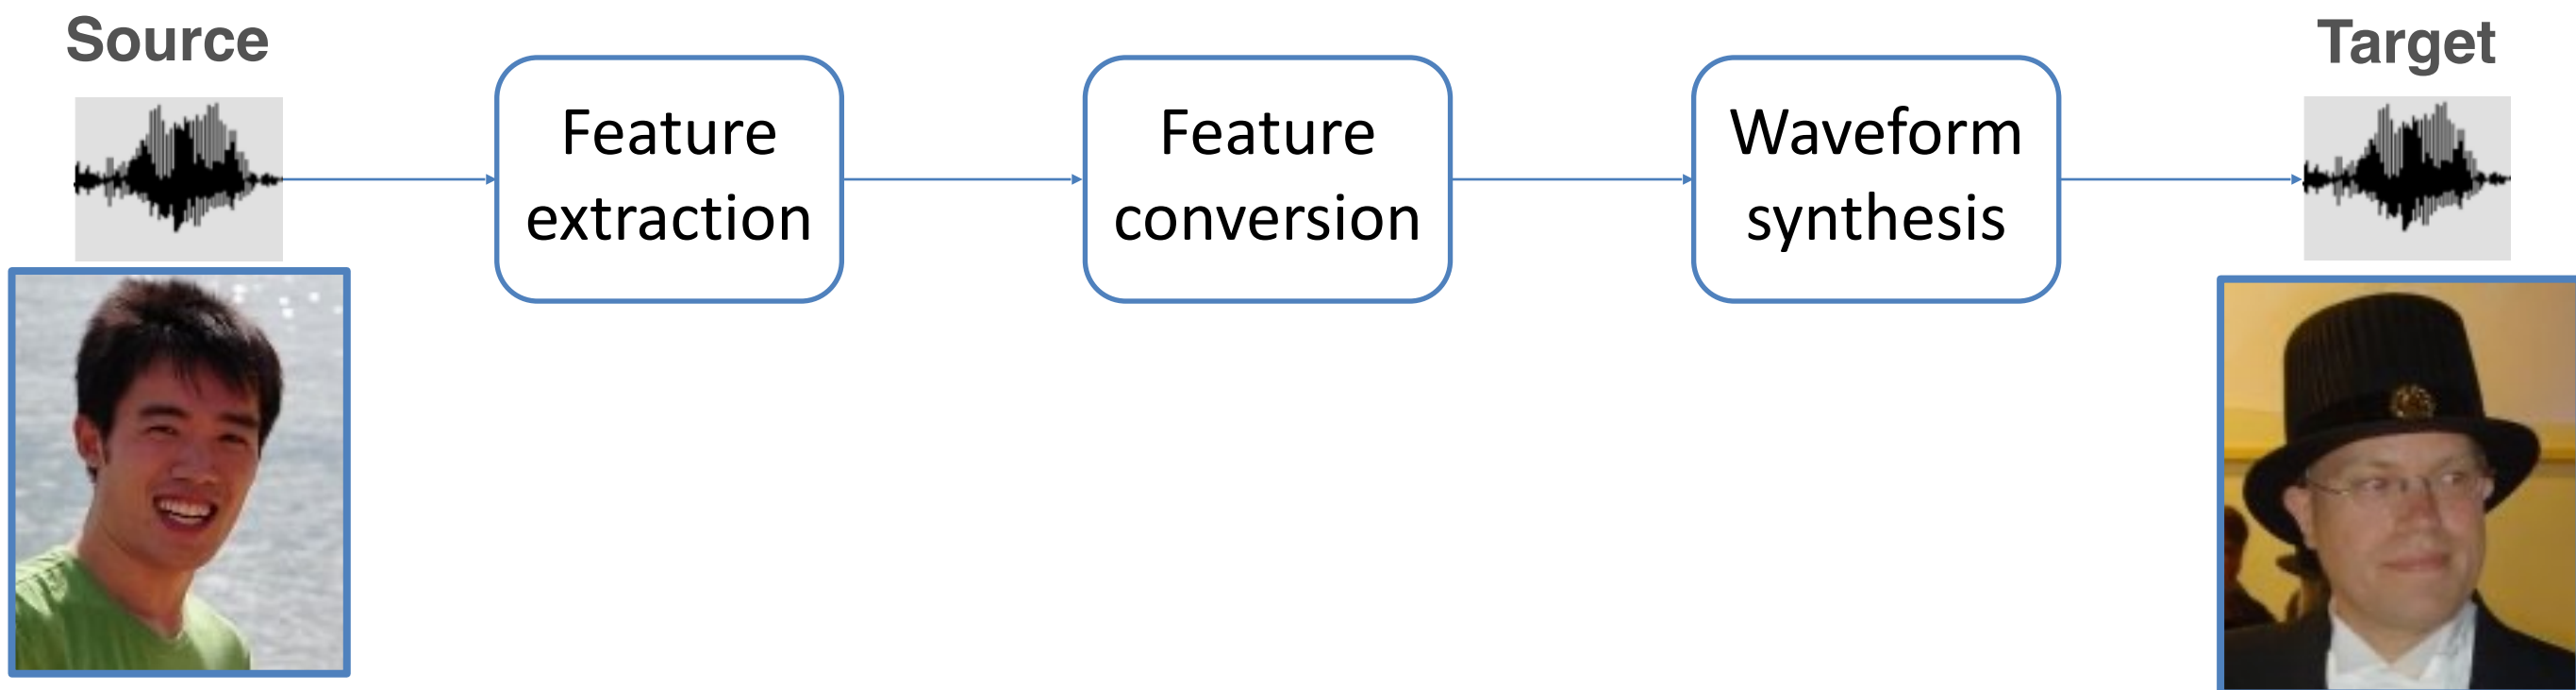 Source
Target
Feature
extraction
Feature
conversion
Waveform
synthesis